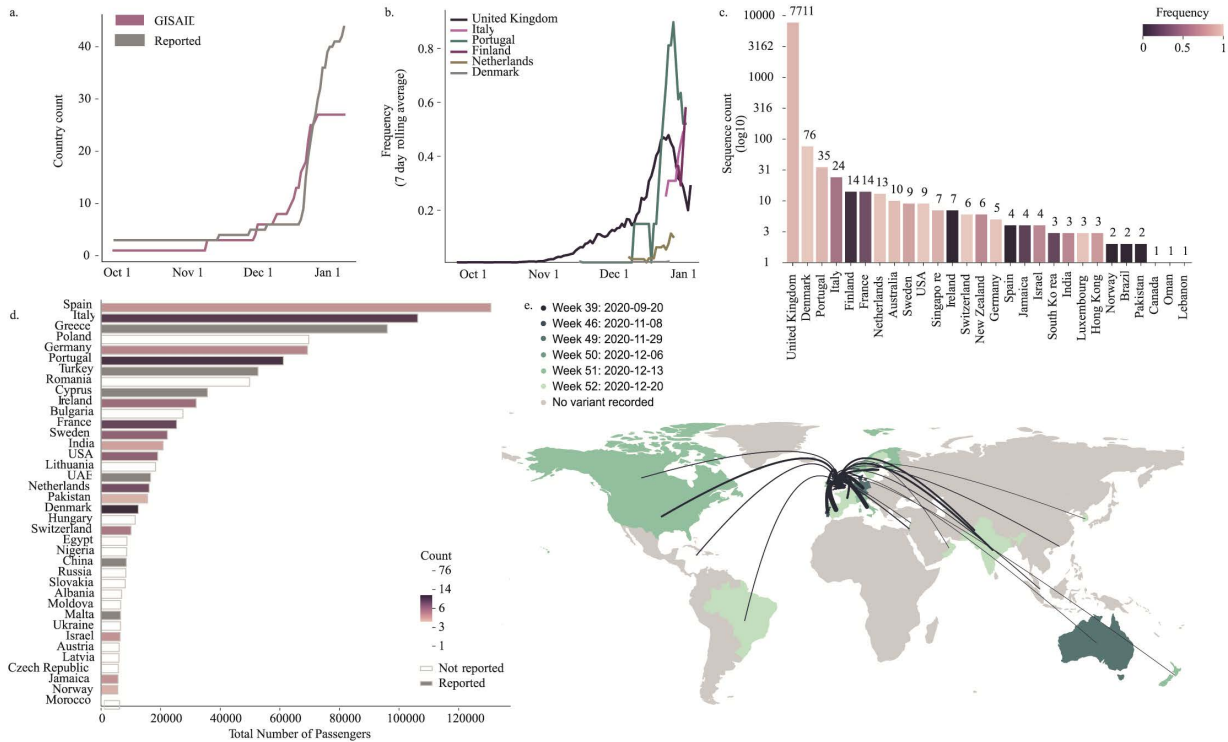 a.
GISAID
Reported
Country count
40
30
20
10
0
Oct 1
Nov 1
Dec 1
Jan 1
b.
Frequency
(7 day rolling average)
United Kingdom
Italy
Portugal
Finland
Netherlands
Denmark
0.8
0.6
0.4
0.2
Oct 1
Nov 1
Dec 1
Jan 1
c.
Sequence count
(log10)
10000
3162
1000
316
100
31
10
3
1
Frequency
0
0.5
1
7711
76
35
24
14
14
13
10
9
9
7
7
6
6
5
4
4
4
3
3
3
3
2
2
2
1
1
1
United Kingdom
Denmark
Portugal
Italy
Finland
France
Netherlands
Australia
Sweden
USA
Singapo re
Ireland
Switzerland
New Zealand
Germany
Spain
Jamaica
Israel
South Ko rea
India
Luxembourg
Hong Kong
Norway
Brazil
Pakistan
Canada
Oman
Lebanon
d.
Spain
Italy
Greece
Poland
Germany
Portugal
Turkey
Romania
Cyprus
Ireland
Bulgaria
France
Sweden
India
USA
Lithuania
UAE
Netherlands
Pakistan
Denmark
Hungary
Switzerland
Egypt
Nigeria
China
Russia
Slovakia
Albania
Moldova
Malta
Ukraine
Israel
Austria
Latvia
Czech Republic
Jamaica
Norway
Morocco
0
20000
40000
60000
80000
100000
120000
Total Number of Passengers
Count
76
14
6
3
1
Not reported
Reported
e.
Week 39: 2020-09-20
Week 46: 2020-11-08
Week 49: 2020-11-29
Week 50: 2020-12-06
Week 51: 2020-12-13
Week 52: 2020-12-20
No variant recorded